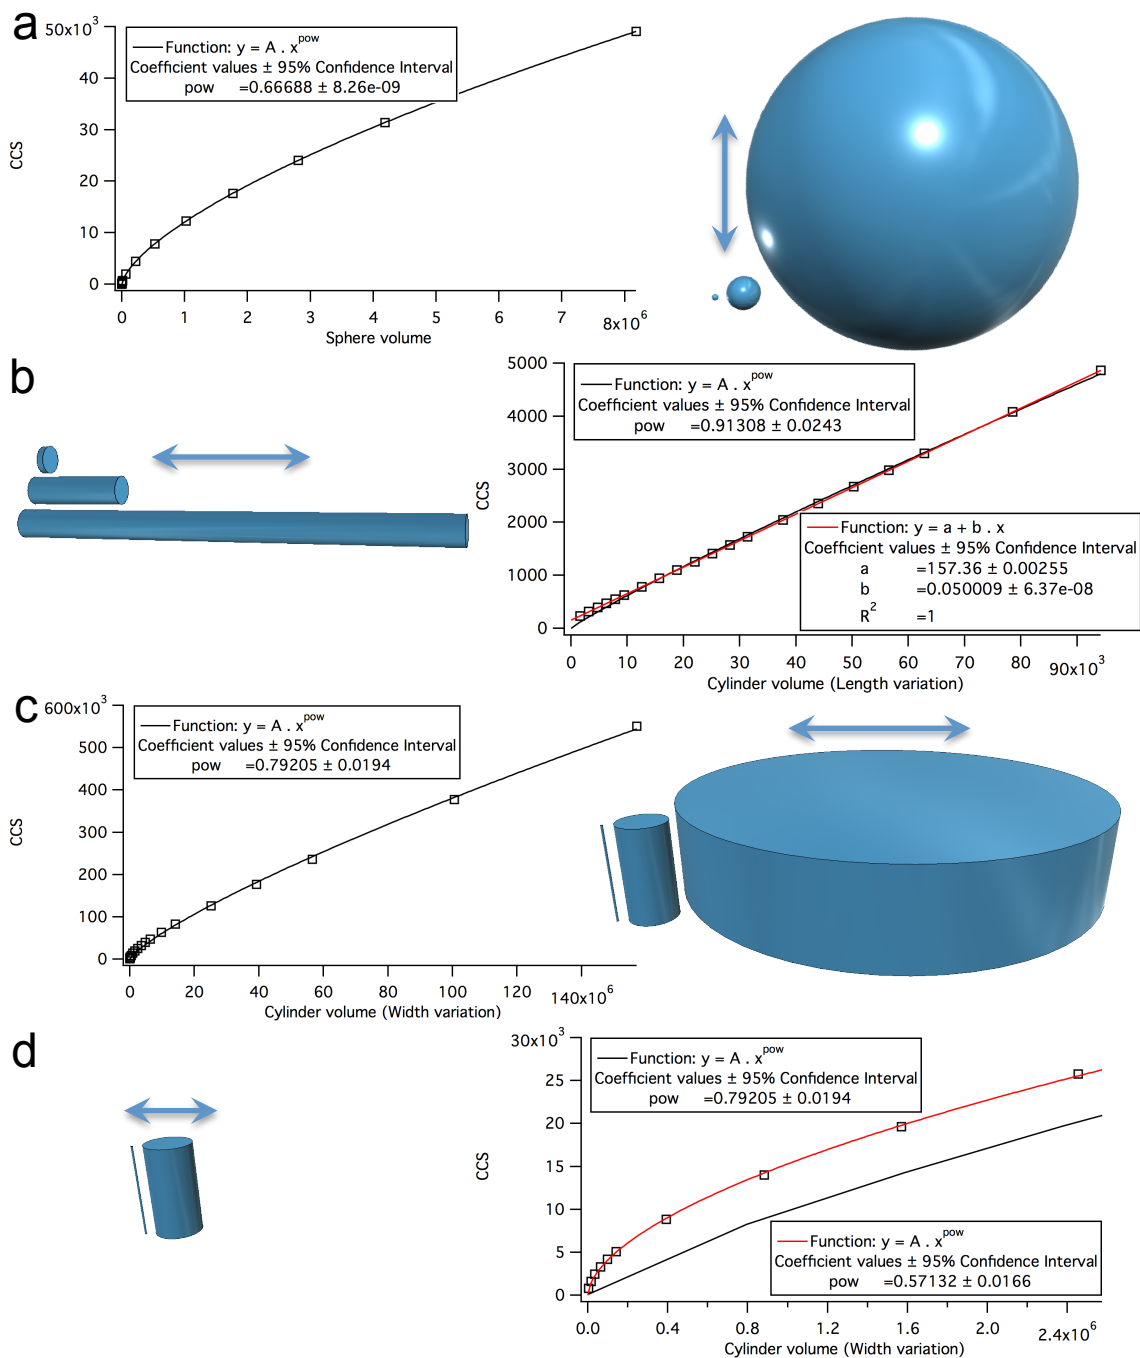 a
50x10³
40
30
20
10
0
CCS
Function: y = A . x^pow
Coefficient values ± 95% Confidence Interval
pow =0.66688 ± 8.26e-09
0 1 2 3 4 5 6 7 8x10⁶
Sphere volume
b
5000
4000
3000
2000
1000
0
CCS
Function: y = A . x^pow
Coefficient values ± 95% Confidence Interval
pow =0.91308 ± 0.0243
Function: y = a + b . x
Coefficient values ± 95% Confidence Interval
a =157.36 ± 0.00255
b =0.050009 ± 6.37e-08
R² =1
0 10 20 30 40 50 60 70 80 90x10³
Cylinder volume (Length variation)
c
600x10³
500
400
300
200
100
0
CCS
Function: y = A . x^pow
Coefficient values ± 95% Confidence Interval
pow =0.79205 ± 0.0194
0 20 40 60 80 100 120 140x10⁶
Cylinder volume (Width variation)
d
30x10³
25
20
15
10
5
0
CCS
Function: y = A . x^pow
Coefficient values ± 95% Confidence Interval
pow =0.79205 ± 0.0194
Function: y = A . x^pow
Coefficient values ± 95% Confidence Interval
pow =0.57132 ± 0.0166
0.0 0.4 0.8 1.2 1.6 2.0 2.4x10⁶
Cylinder volume (Width variation)